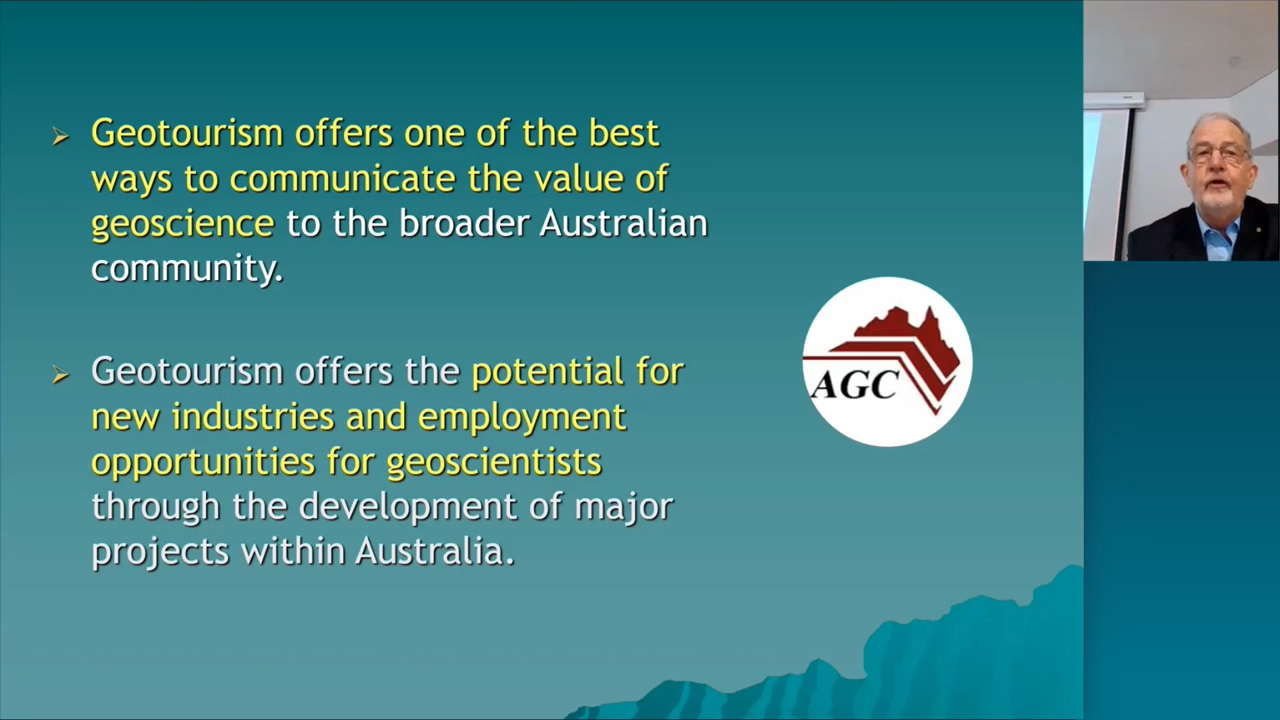 Geotourism offers one of the best
ways to communicate the value of
geoscience to the broader Australian
community.
Geotourism offers the potential for
new industries and employment
opportunities for geoscientists
through the development of major
projects within Australia.
AGC